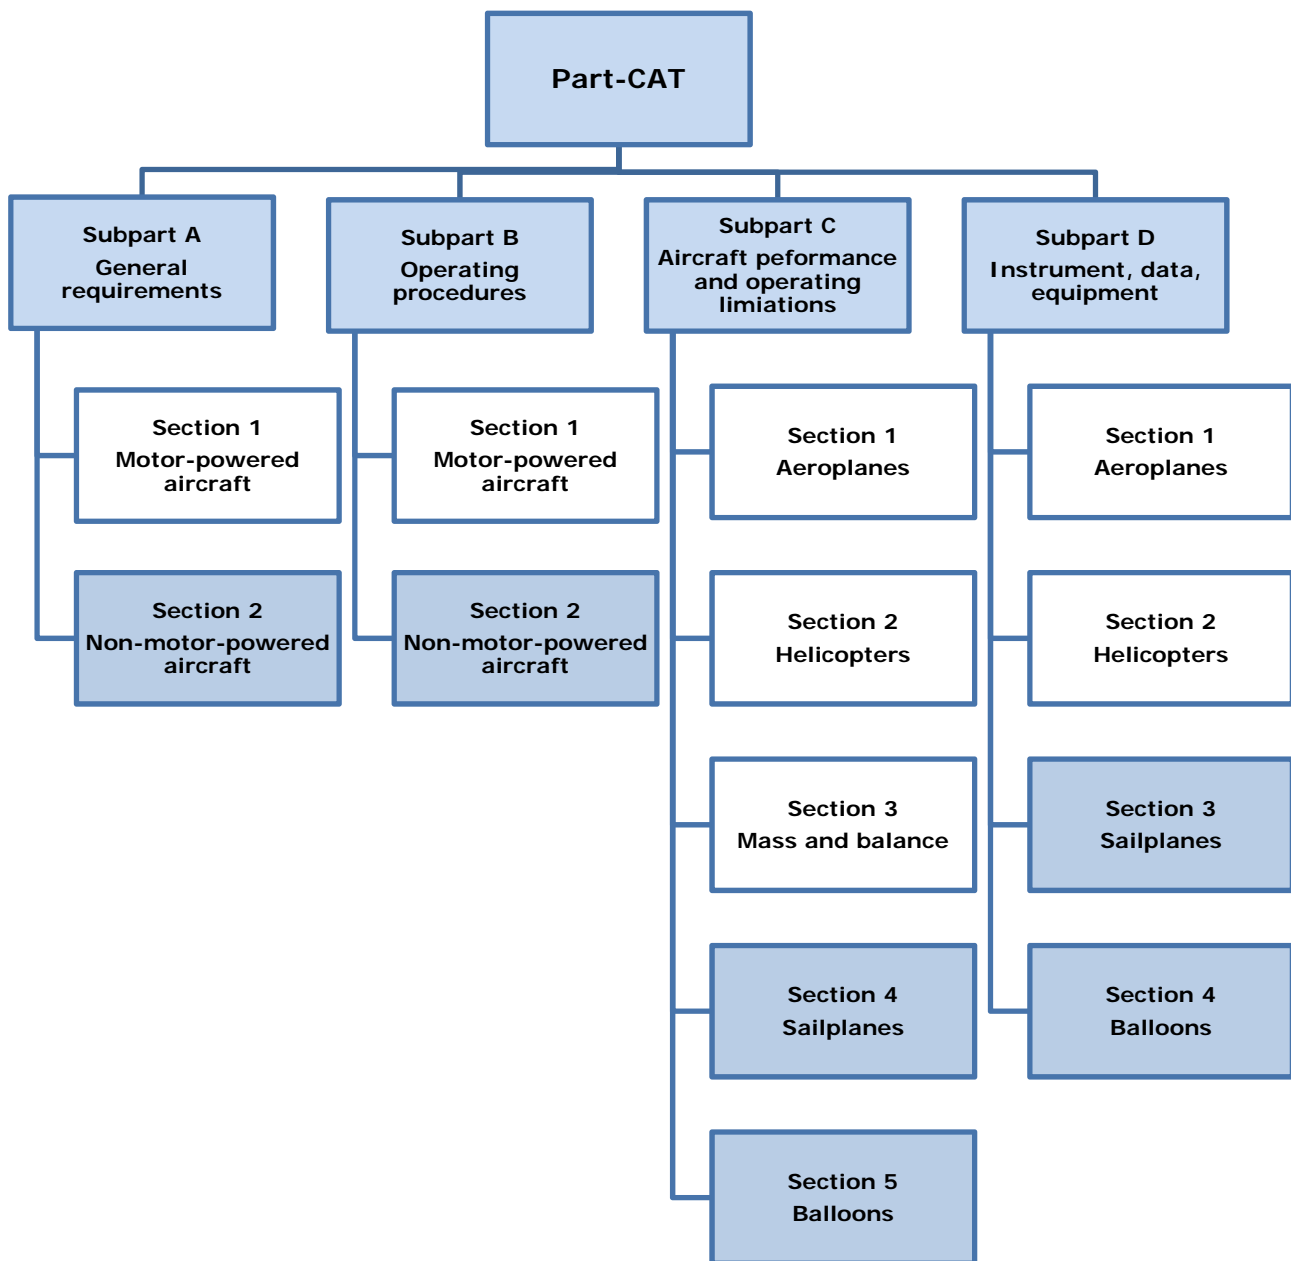 Part-CAT
Subpart A
General
requirements
Subpart B
Operating
procedures
Subpart C
Aircraft peformance
and operating
limiations
Subpart D
Instrument, data,
equipment
Section 1
Motor-powered
aircraft
Section 2
Non-motor-powered
aircraft
Section 1
Motor-powered
aircraft
Section 2
Non-motor-powered
aircraft
Section 1
Aeroplanes
Section 2
Helicopters
Section 3
Mass and balance
Section 4
Sailplanes
Section 5
Balloons
Section 1
Aeroplanes
Section 2
Helicopters
Section 3
Sailplanes
Section 4
Balloons